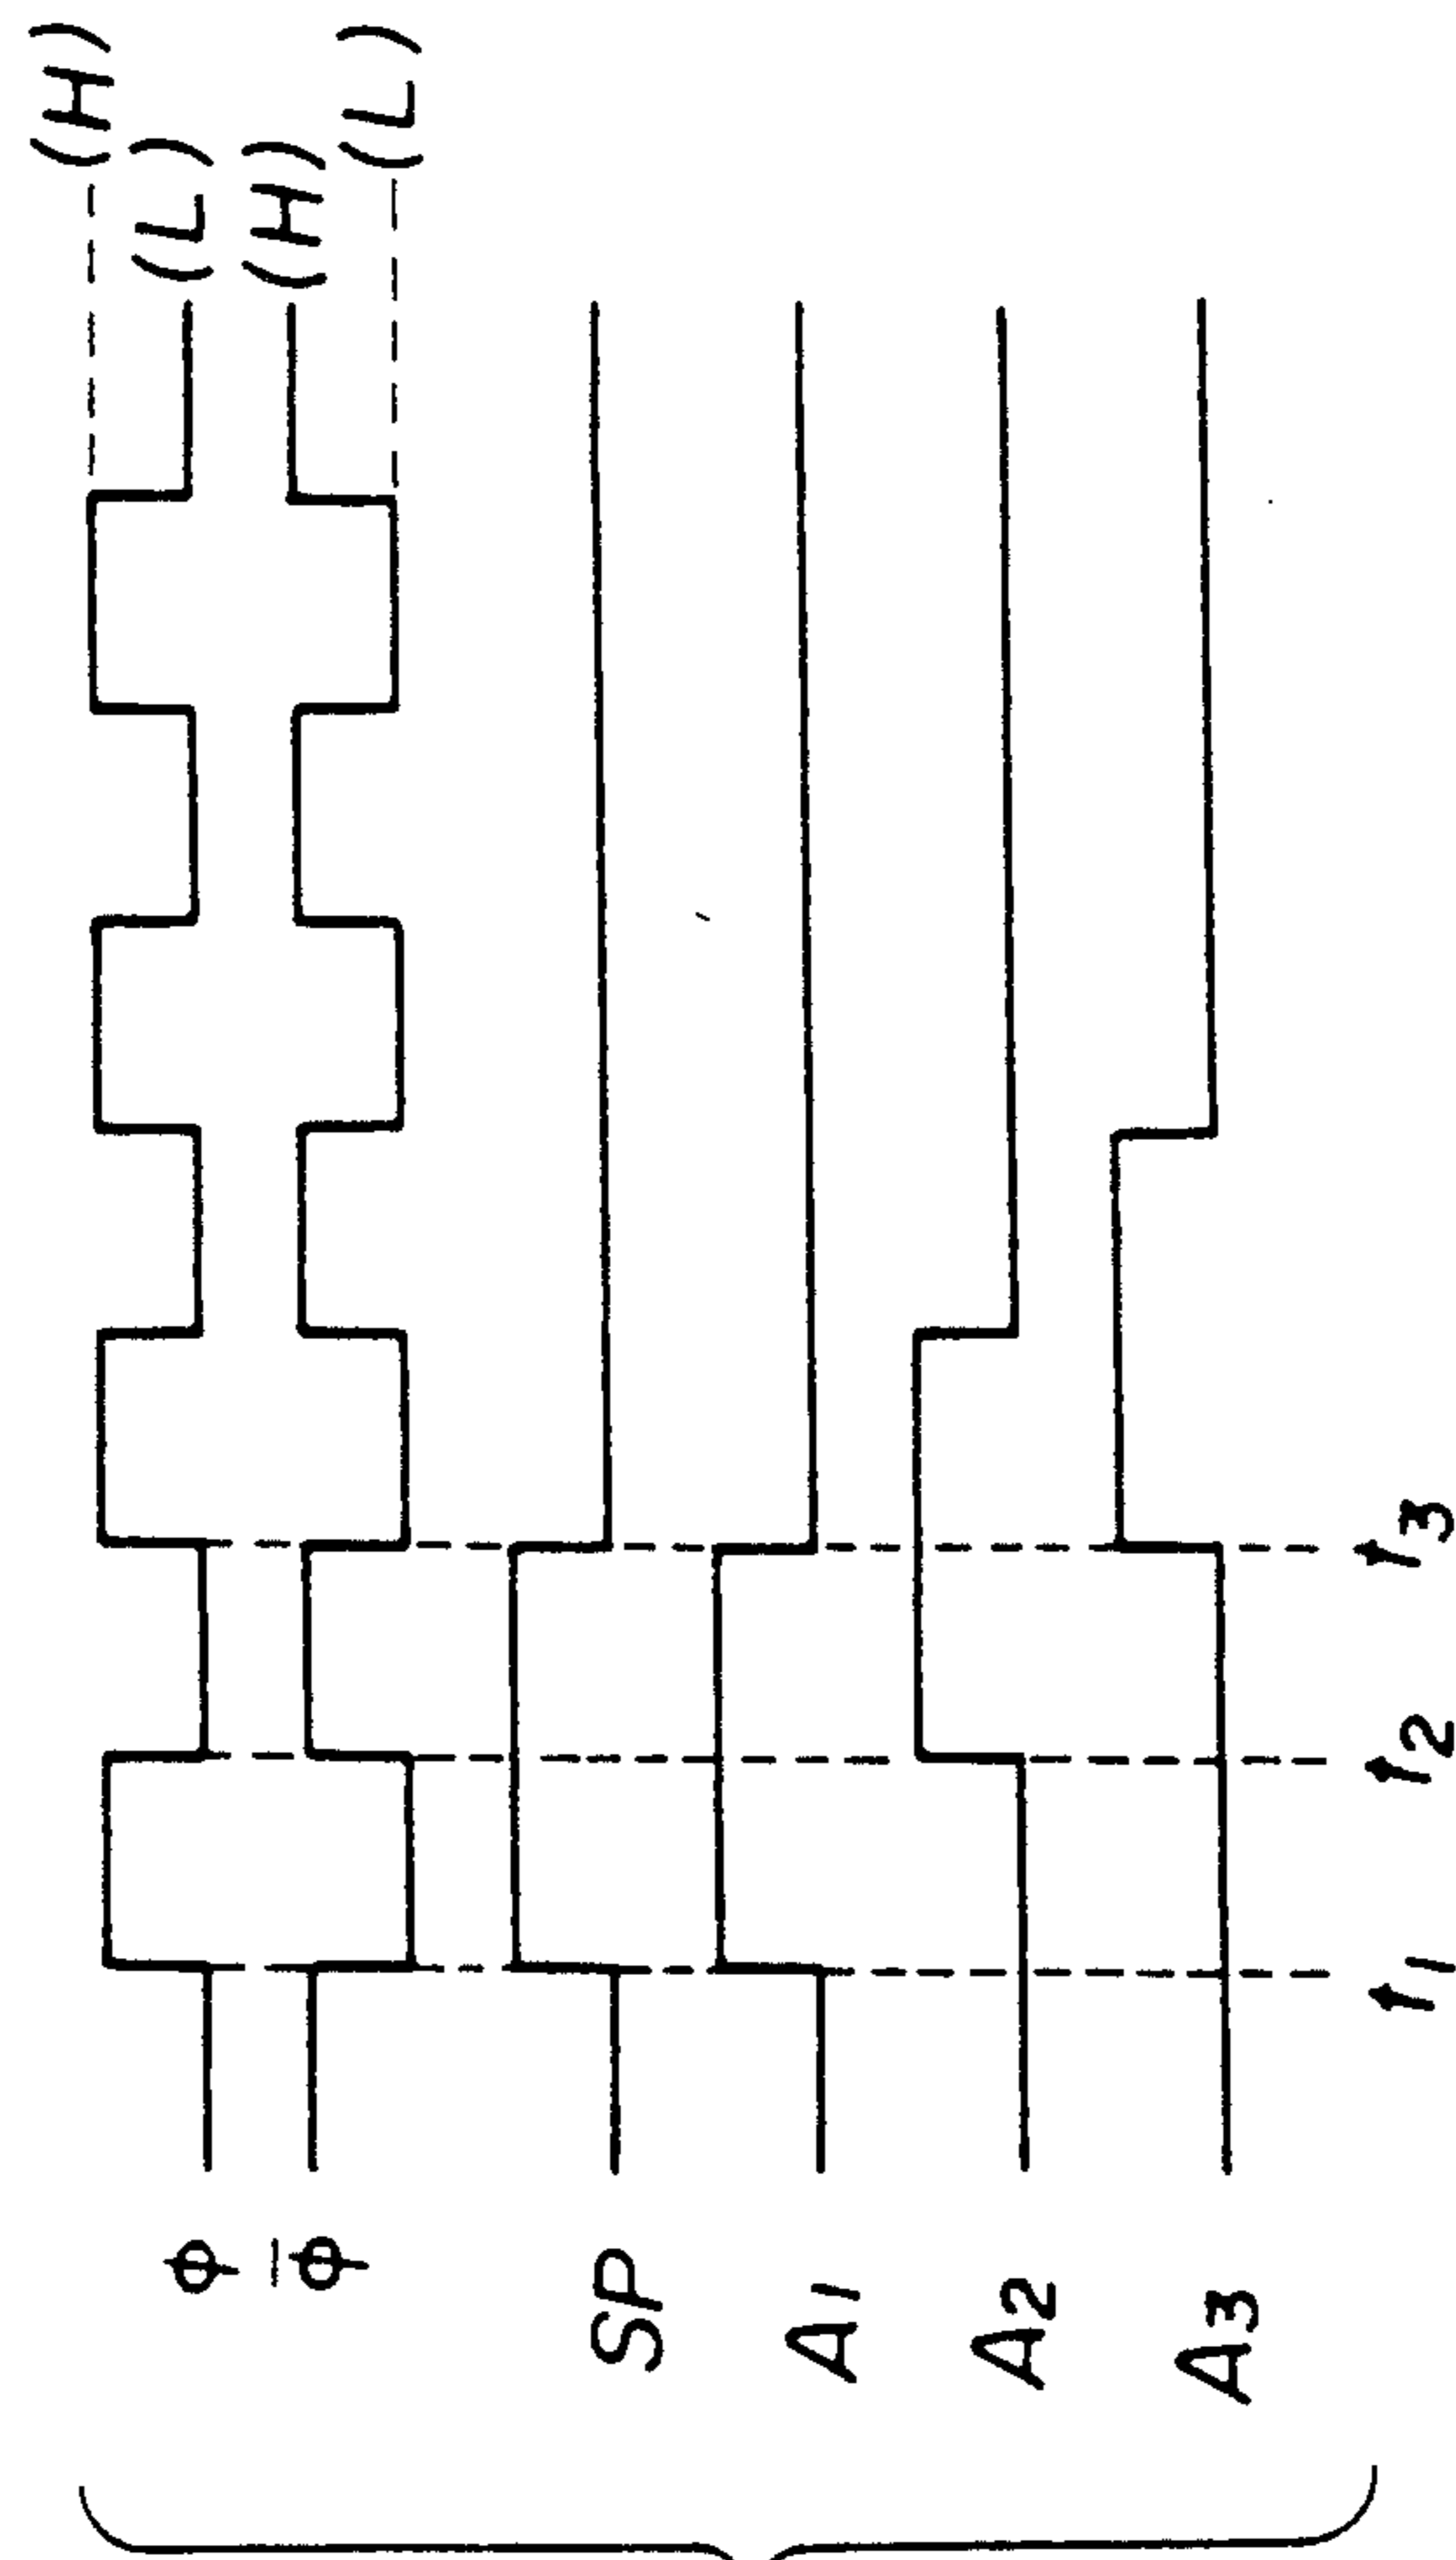 (H)
ϕ (L)
ϕ̅ (H)
(L)
SP
A1
A2
A3
t1 t2 t3